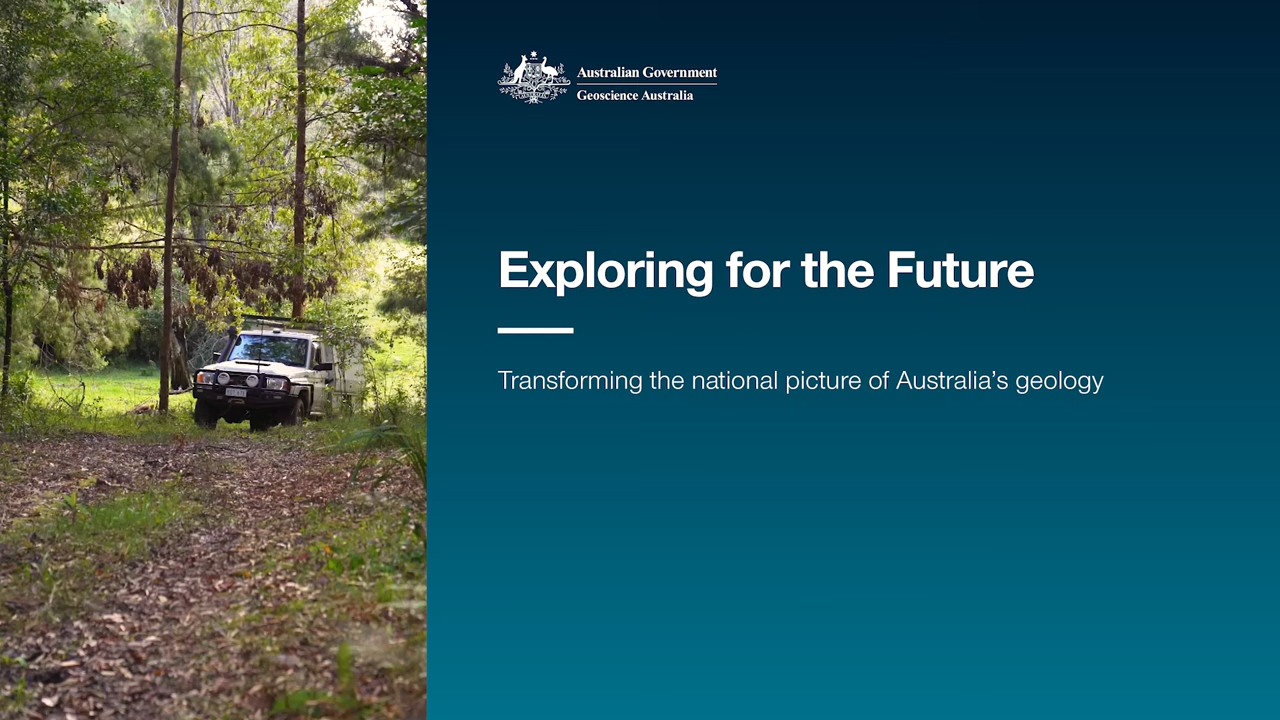 Australian Government
Geoscience Australia
Exploring for the Future
Transforming the national picture of Australia's geology